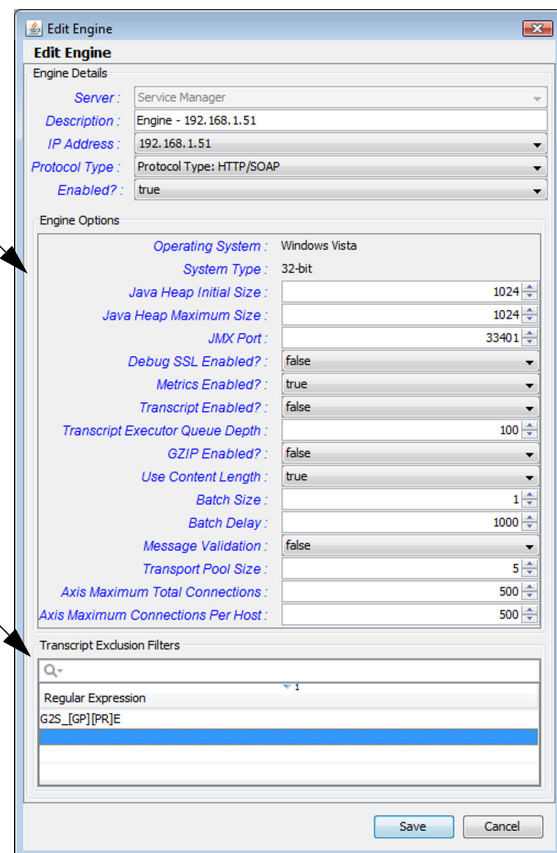 Edit Engine
Edit Engine
Engine Details
Server : Service Manager
Description : Engine - 192.168.1.51
IP Address : 192.168.1.51
Protocol Type : Protocol Type: HTTP/SOAP
Enabled? : true
Engine Options
Operating System : Windows Vista
System Type : 32-bit
Java Heap Initial Size : 1024
Java Heap Maximum Size : 1024
JMX Port : 33401
Debug SSL Enabled? : false
Metrics Enabled? : true
Transcript Enabled? : false
Transcript Executor Queue Depth : 100
GZIP Enabled? : false
Use Content Length : true
Batch Size : 1
Batch Delay : 1000
Message Validation : false
Transport Pool Size : 5
Axis Maximum Total Connections : 500
Axis Maximum Connections Per Host : 500
Transcript Exclusion Filters
1
Regular Expression
G2S_[GP][PR]E
Save Cancel